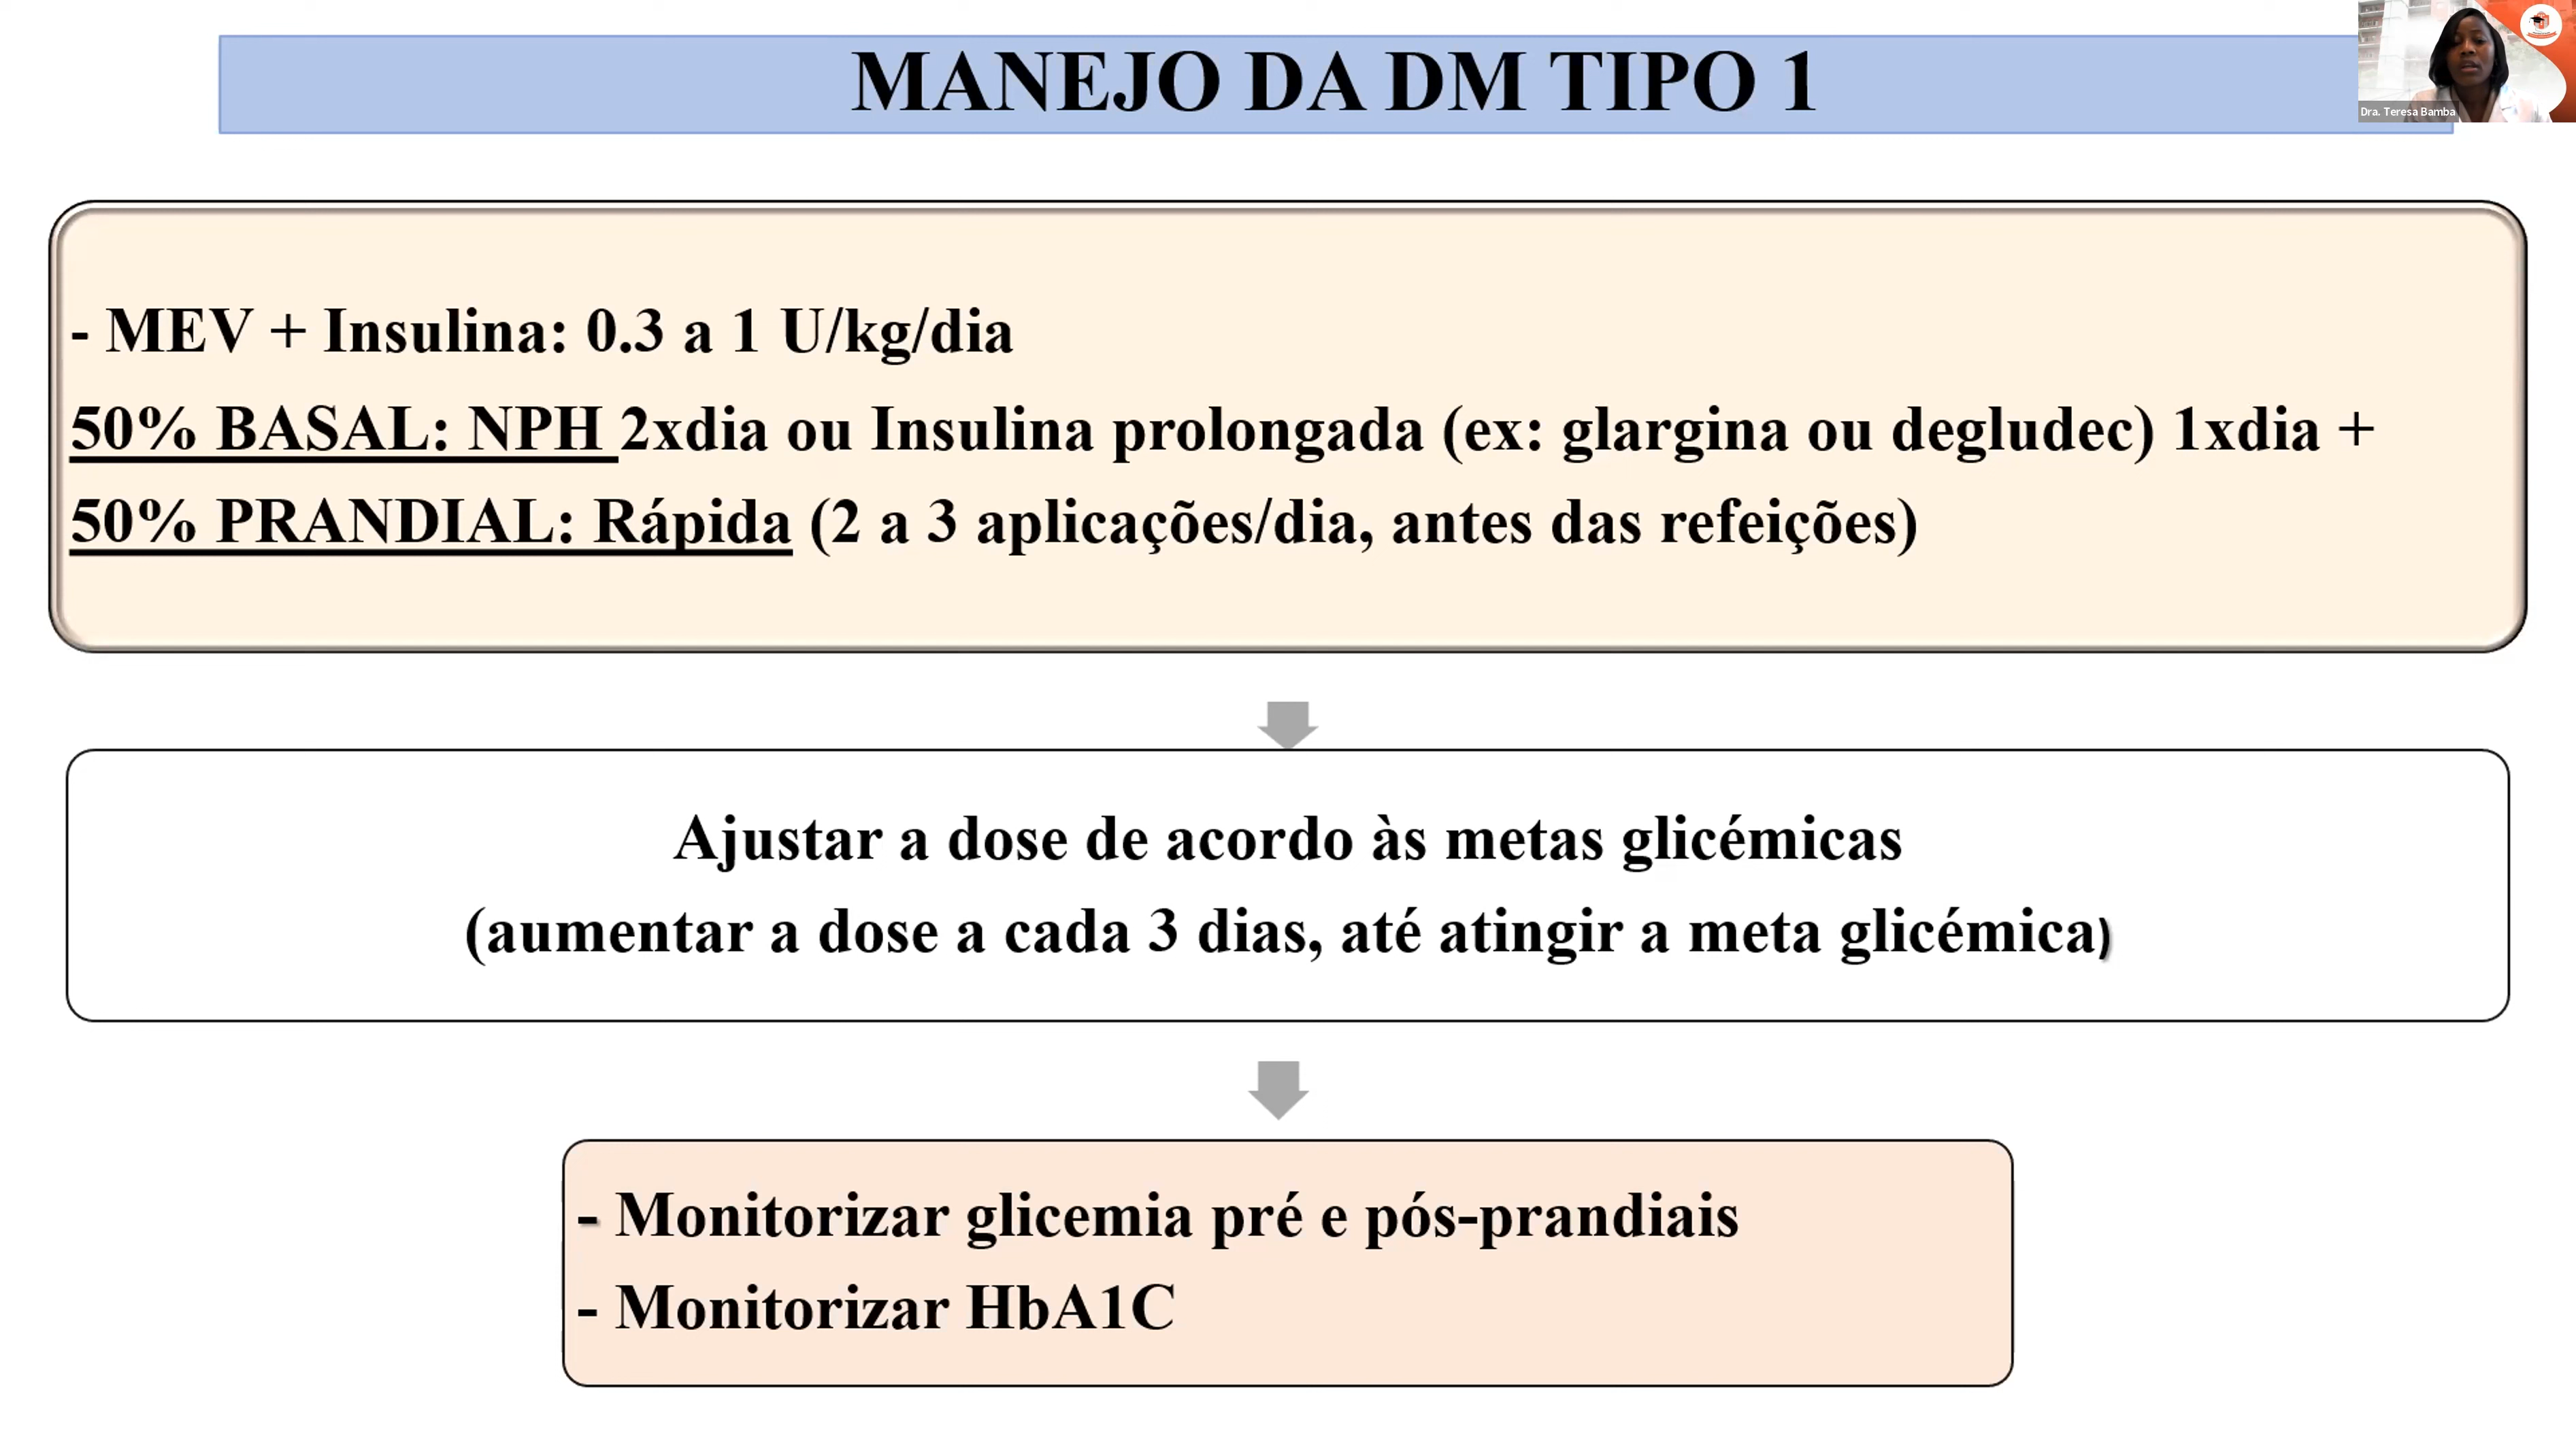 MANEJO DA DM TIPO 1
Dra. Teresa Bamba
- MEV + Insulina: 0.3 a 1 U/kg/dia
50% BASAL: NPH 2xdia ou Insulina prolongada (ex: glargina ou degludec) 1xdia +
50% PRANDIAL: Rápida (2 a 3 aplicações/dia, antes das refeições)
Ajustar a dose de acordo às metas glicémicas
(aumentar a dose a cada 3 dias, até atingir a meta glicémica)
- Monitorizar glicemia pré e pós-prandiais
- Monitorizar HbA1C